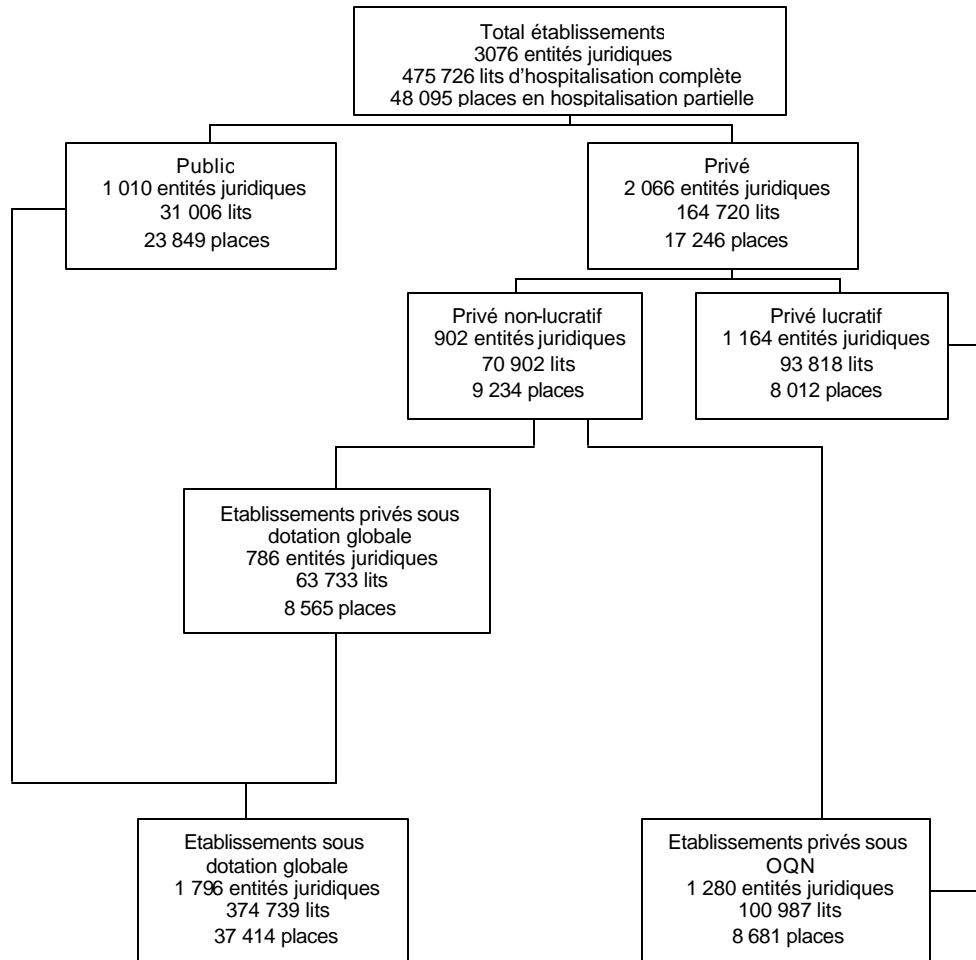 Total établissements
3076 entités juridiques
475 726 lits d'hospitalisation complète
48 095 places en hospitalisation partielle
Public
1 010 entités juridiques
31 006 lits
23 849 places
Privé
2 066 entités juridiques
164 720 lits
17 246 places
Privé non-lucratif
902 entités juridiques
70 902 lits
9 234 places
Privé lucratif
1 164 entités juridiques
93 818 lits
8 012 places
Etablissements privés sous
dotation globale
786 entités juridiques
63 733 lits
8 565 places
Etablissements sous
dotation globale
1 796 entités juridiques
374 739 lits
37 414 places
Etablissements privés sous
OQN
1 280 entités juridiques
100 987 lits
8 681 places